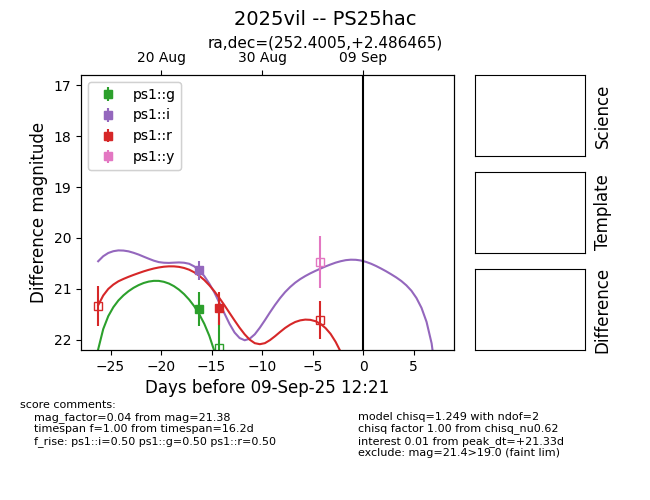 2025vil -- PS25hac
ra,dec=(252.4005,+2.486465)
20 Aug 30 Aug 09 Sep
ps1::g
ps1::i
ps1::r
ps1::y
17
18
19
20
21
22
Difference magnitude
−25 −20 −15 −10 −5 0 5
Days before 09-Sep-25 12:21
Science
Template
Difference
score comments:
mag_factor=0.04 from mag=21.38
timespan f=1.00 from timespan=16.2d
f_rise: ps1::i=0.50 ps1::g=0.50 ps1::r=0.50
model chisq=1.249 with ndof=2
chisq factor 1.00 from chisq_nu0.62
interest 0.01 from peak_dt=+21.33d
exclude: mag=21.4>19.0 (faint lim)